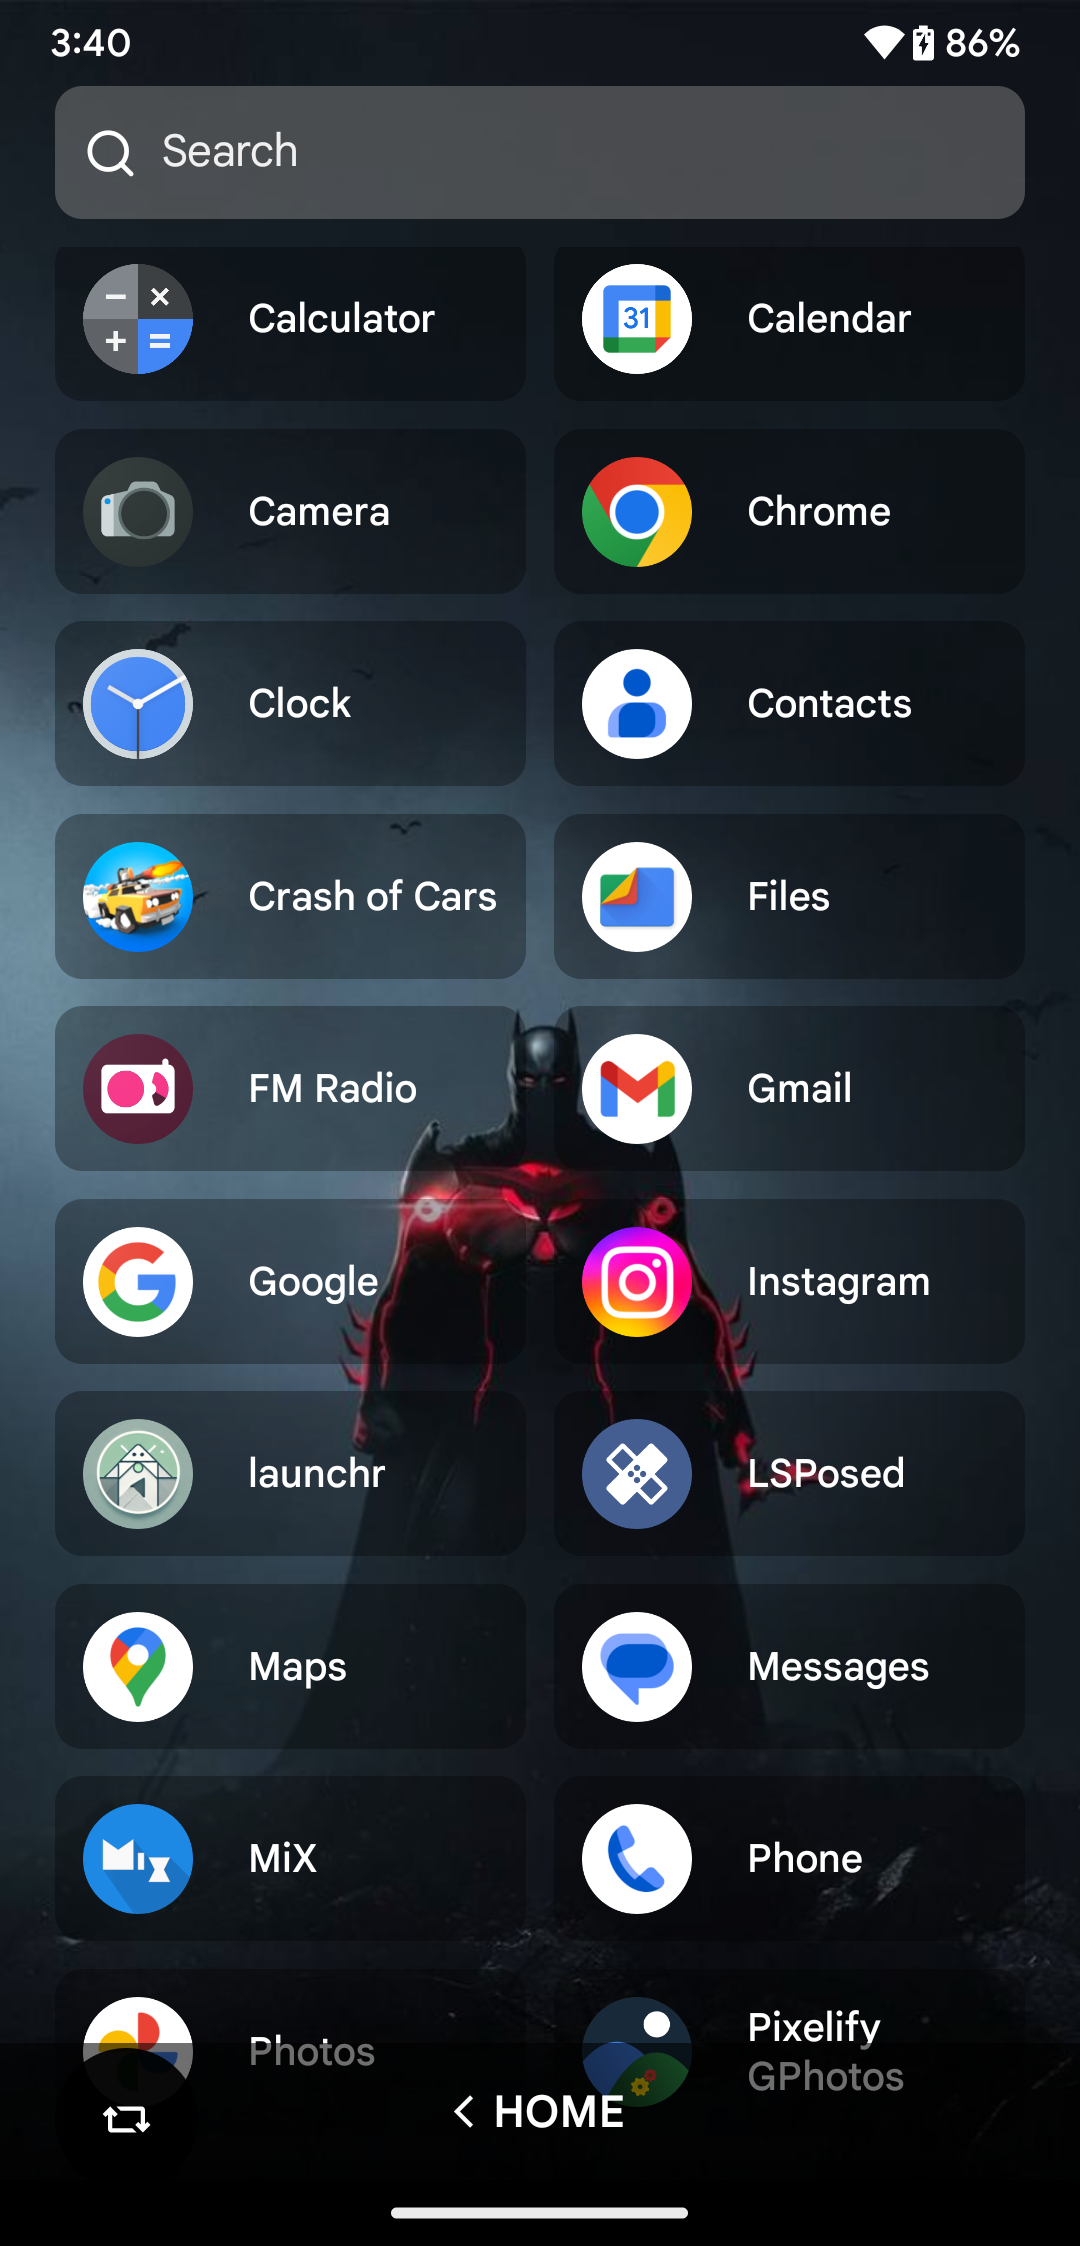 3:40 86%
Search
Calculator Calendar
31
Camera Chrome
Clock Contacts
Crash of Cars Files
FM Radio Gmail
Google Instagram
launchr LSPosed
Maps Messages
MiX Phone
Photos Pixelify
GPhotos
< HOME